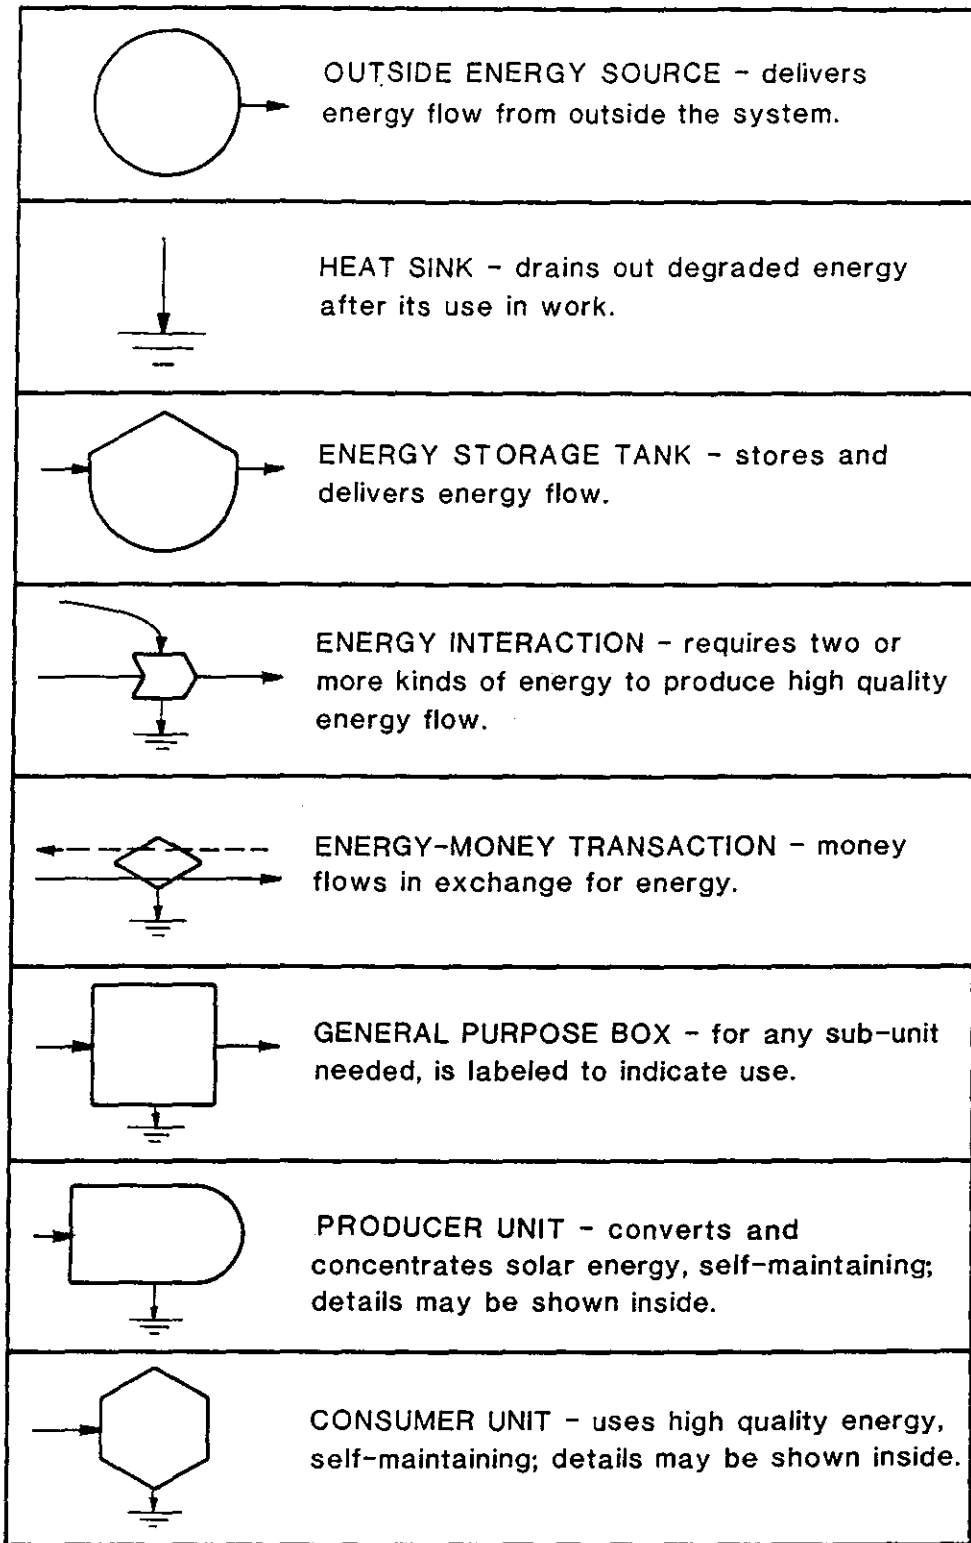 OUTSIDE ENERGY SOURCE - delivers
energy flow from outside the system.
HEAT SINK - drains out degraded energy
after its use in work.
ENERGY STORAGE TANK - stores and
delivers energy flow.
ENERGY INTERACTION - requires two or
more kinds of energy to produce high quality
energy flow.
ENERGY-MONEY TRANSACTION - money
flows in exchange for energy.
GENERAL PURPOSE BOX - for any sub-unit
needed, is labeled to indicate use.
PRODUCER UNIT - converts and
concentrates solar energy, self-maintaining;
details may be shown inside.
CONSUMER UNIT - uses high quality energy,
self-maintaining; details may be shown inside.